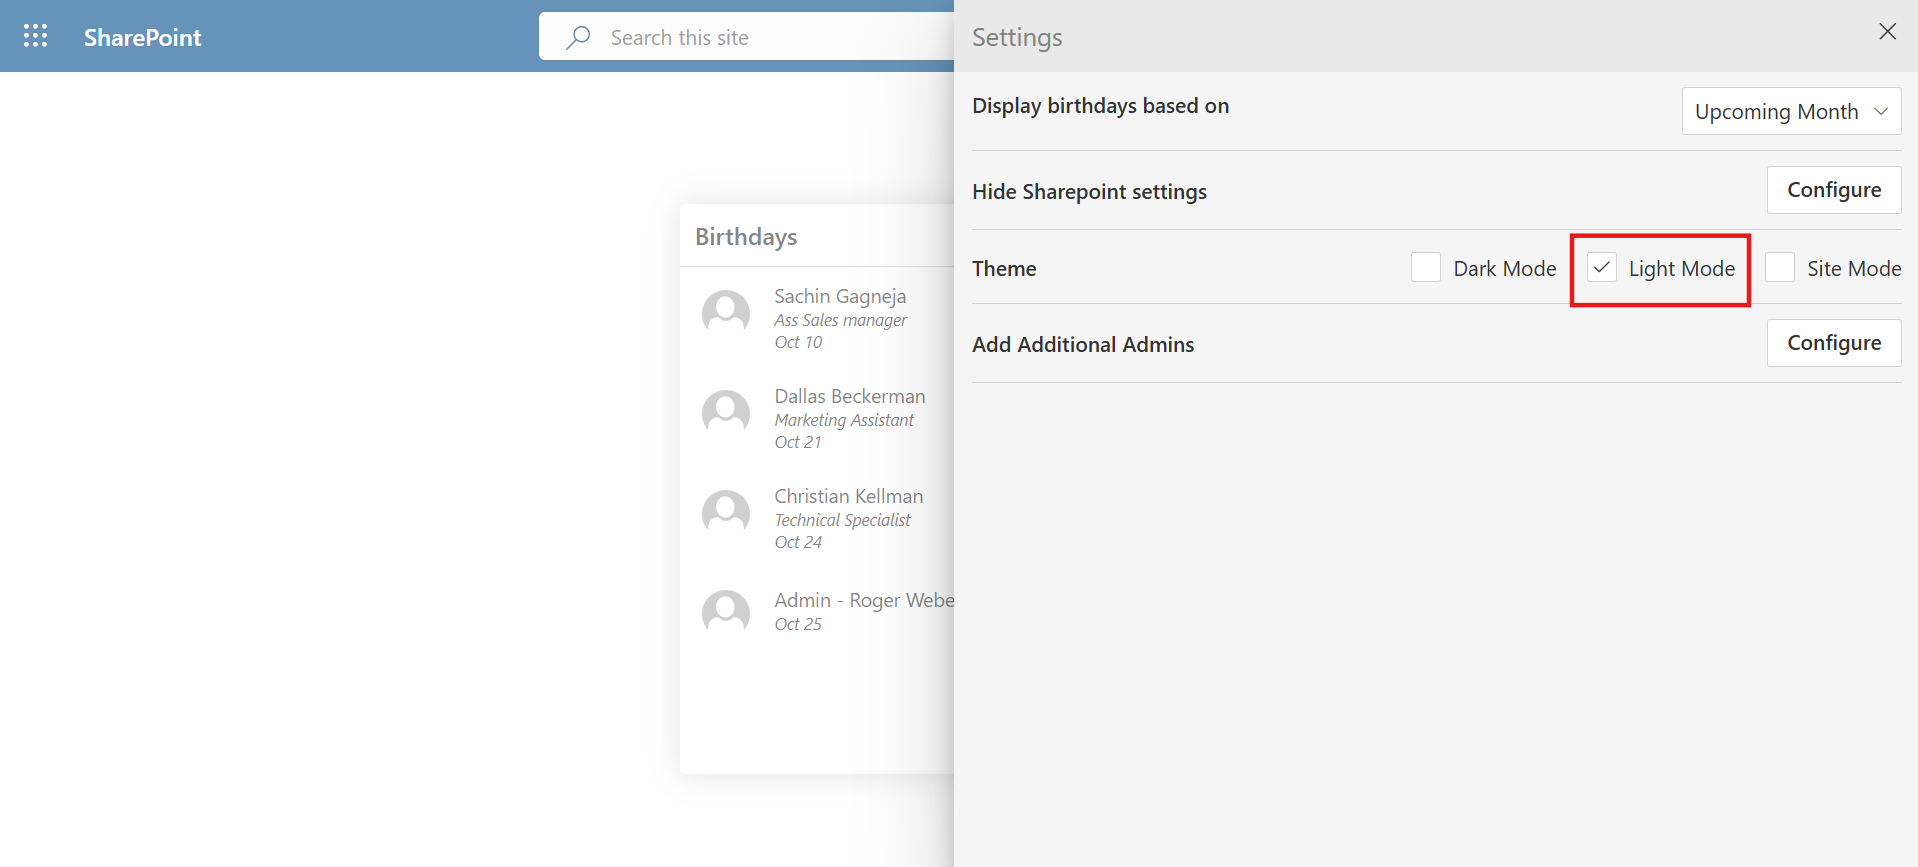 SharePoint
Search this site
Settings
Display birthdays based on
Upcoming Month
Hide Sharepoint settings
Configure
Theme
Dark Mode
Light Mode
Site Mode
Add Additional Admins
Configure
Birthdays
Sachin Gagneja
Ass Sales manager
Oct 10
Dallas Beckerman
Marketing Assistant
Oct 21
Christian Kellman
Technical Specialist
Oct 24
Admin - Roger Webe
Oct 25